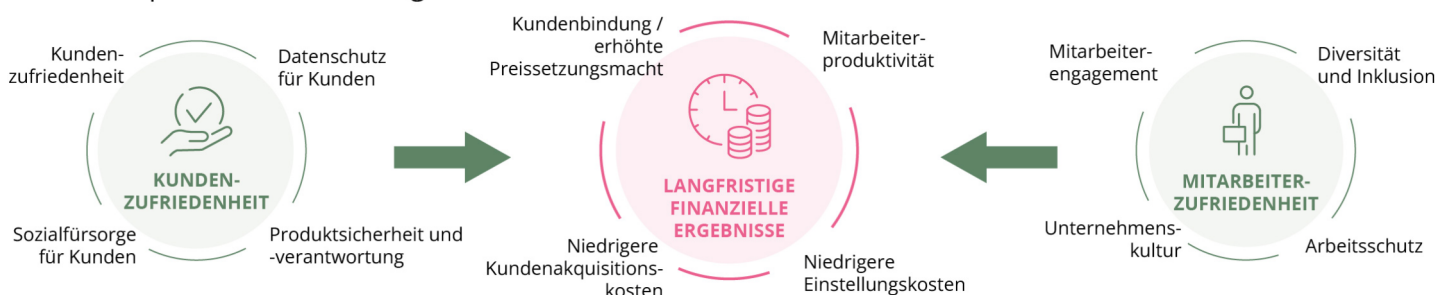 Kunden-
zufriedenheit
Datenschutz
für Kunden
KUNDEN-
ZUFRIEDENHEIT
Sozialfürsorge
für Kunden
Produktsicherheit und
-verantwortung
Kundenbindung /
erhöhte
Preissetzungsmacht
Mitarbeiter-
produktivität
LANGFRISTIGE
FINANZIELLE
ERGEBNISSE
Niedrigere
Kundenakquisitions-
kosten
Niedrigere
Einstellungskosten
Mitarbeiter-
engagement
Diversität
und Inklusion
MITARBEITER-
ZUFRIEDENHEIT
Unternehmens-
kultur
Arbeitsschutz